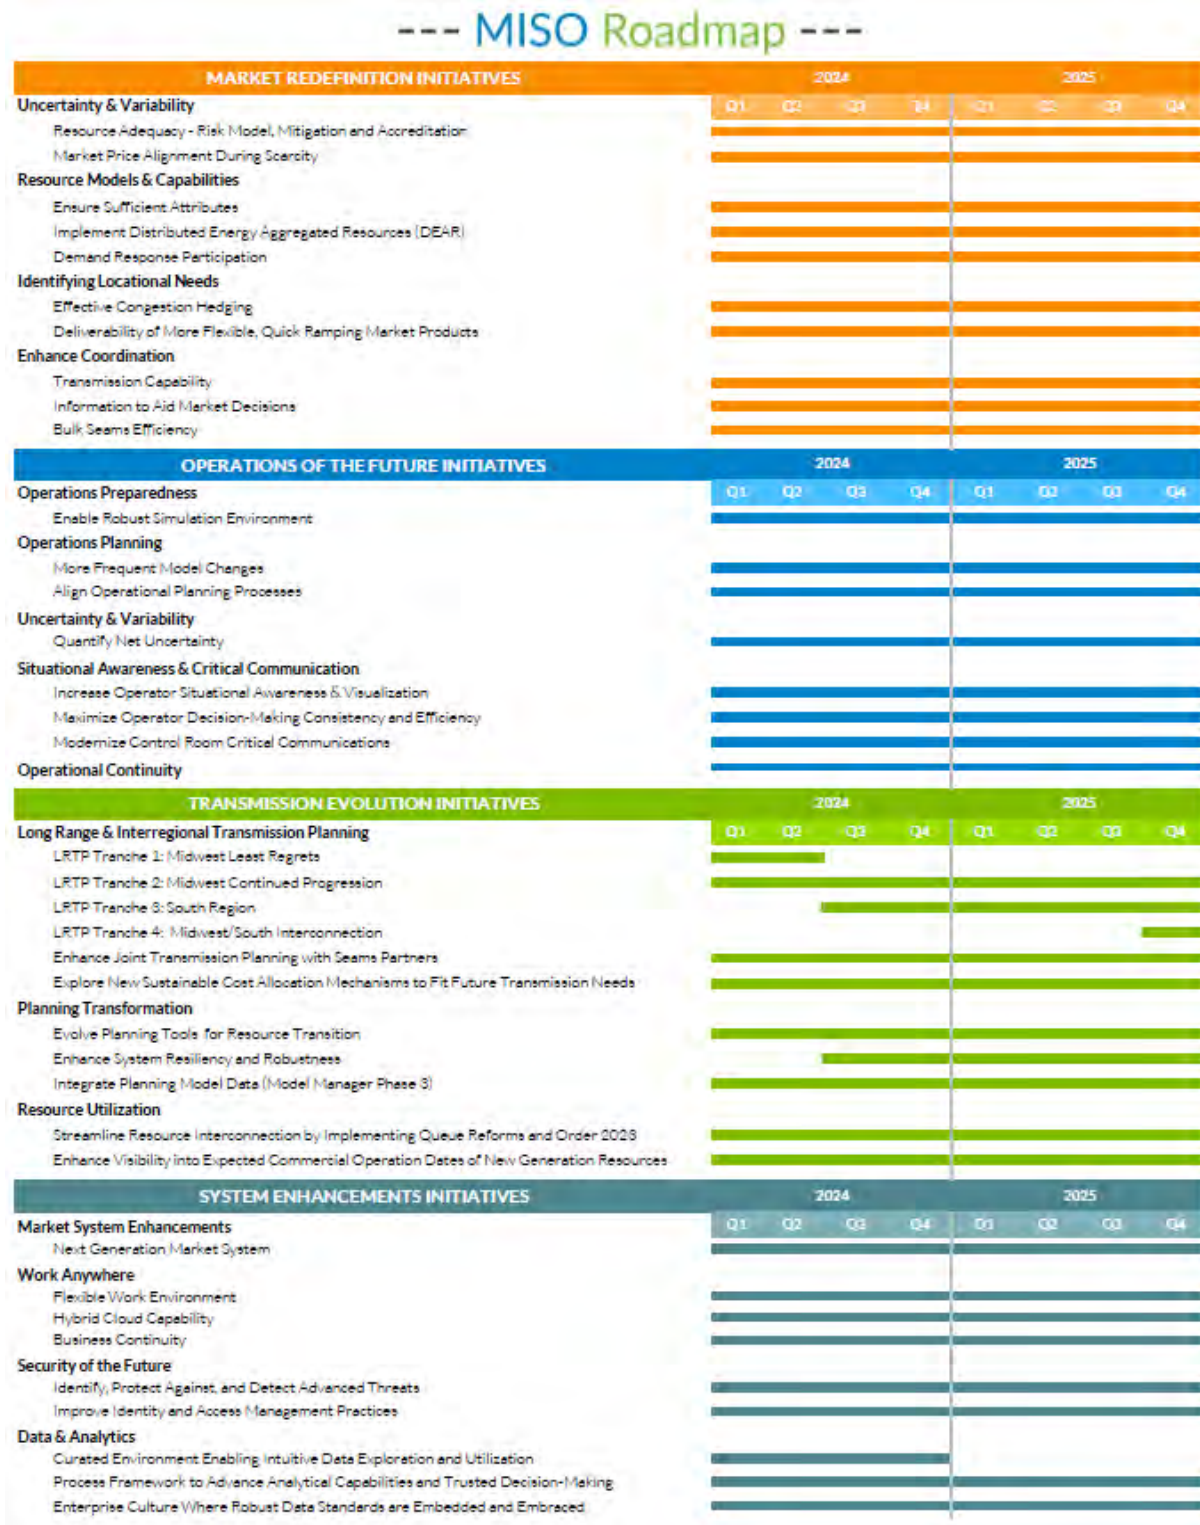 --- MISO Roadmap ---
MARKET REDEFINITION INITIATIVES 2024 2025
Uncertainty & Variability Q1 Q2 Q3 Q4 Q1 Q2 Q3 Q4
Resource Adequacy - Risk Model, Mitigation and Accreditation
Market Price Alignment During Scarcity
Resource Models & Capabilities
Ensure Sufficient Attributes
Implement Distributed Energy Aggregated Resources (DEAR)
Demand Response Participation
Identifying Locational Needs
Effective Congestion Hedging
Deliverability of More Flexible, Quick Ramping Market Products
Enhance Coordination
Transmission Capability
Information to Aid Market Decisions
Bulk Seams Efficiency
OPERATIONS OF THE FUTURE INITIATIVES 2024 2025
Operations Preparedness Q1 Q2 Q3 Q4 Q1 Q2 Q3 Q4
Enable Robust Simulation Environment
Operations Planning
More Frequent Model Changes
Align Operational Planning Processes
Uncertainty & Variability
Quantify Net Uncertainty
Situational Awareness & Critical Communication
Increase Operator Situational Awareness & Visualization
Maximize Operator Decision-Making Consistency and Efficiency
Modernize Control Room Critical Communications
Operational Continuity
TRANSMISSION EVOLUTION INITIATIVES 2024 2025
Long Range & Interregional Transmission Planning Q1 Q2 Q3 Q4 Q1 Q2 Q3 Q4
LRTP Tranche 1: Midwest Least Regrets
LRTP Tranche 2: Midwest Continued Progression
LRTP Tranche 3: South Region
LRTP Tranche 4: Midwest/South Interconnection
Enhance Joint Transmission Planning with Seams Partners
Explore New Sustainable Cost Allocation Mechanisms to Fit Future Transmission Needs
Planning Transformation
Evolve Planning Tools for Resource Transition
Enhance System Resiliency and Robustness
Integrate Planning Model Data (Model Manager Phase 3)
Resource Utilization
Streamline Resource Interconnection by Implementing Queue Reforms and Order 2023
Enhance Visibility into Expected Commercial Operation Dates of New Generation Resources
SYSTEM ENHANCEMENTS INITIATIVES 2024 2025
Market System Enhancements Q1 Q2 Q3 Q4 Q1 Q2 Q3 Q4
Next Generation Market System
Work Anywhere
Flexible Work Environment
Hybrid Cloud Capability
Business Continuity
Security of the Future
Identify, Protect Against, and Detect Advanced Threats
Improve Identity and Access Management Practices
Data & Analytics
Curated Environment Enabling Intuitive Data Exploration and Utilization
Process Framework to Advance Analytical Capabilities and Trusted Decision-Making
Enterprise Culture Where Robust Data Standards are Embedded and Embraced